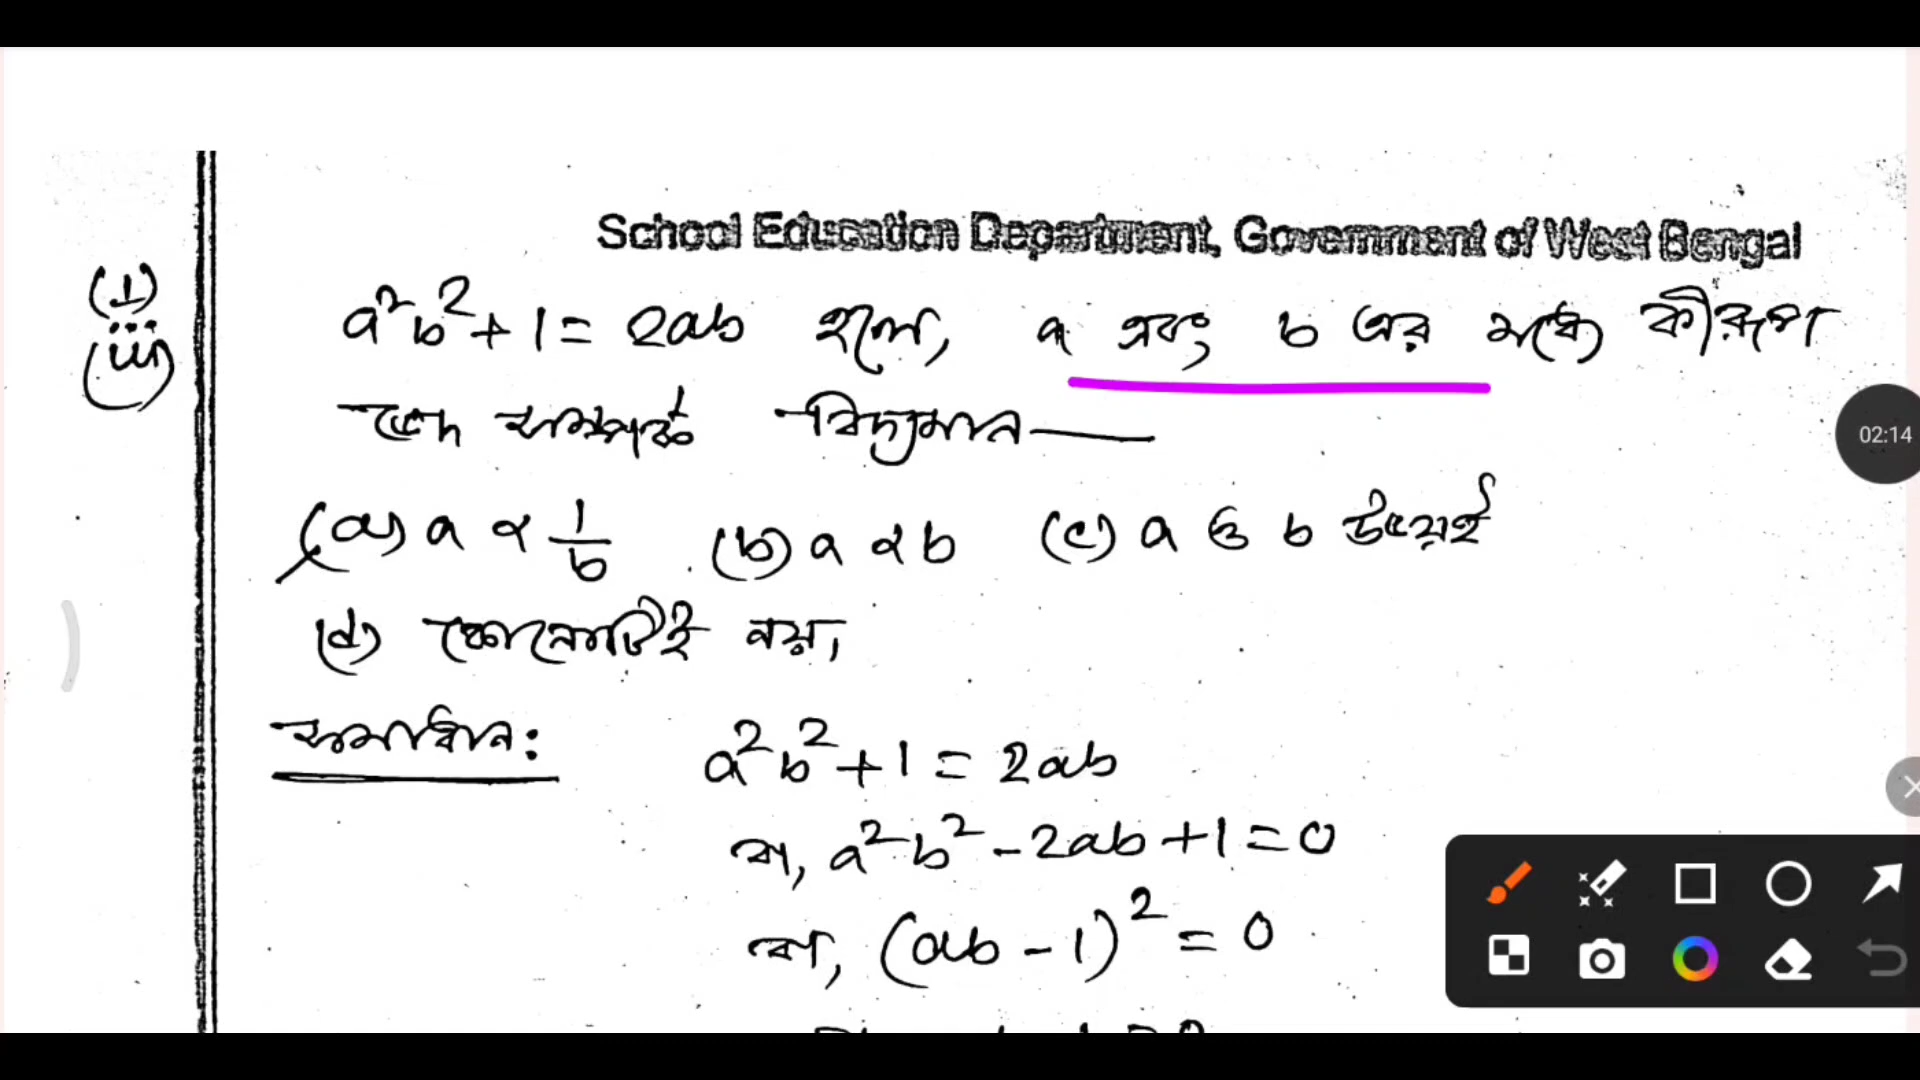 School Education Department, Government of West Bengal
(1)
(iii)
a²b²+1=2ab হলে, a এবং b এর মধ্যে কীরূপ
ভেদ সম্পর্ক বিদ্যমান —
(a) a ∝ 1/b (b) a ∝ b (c) a ও b উভয়ই
(d) কোনোটিই নয়।
সমাধান: a²b²+1=2ab
বা, a²b²-2ab+1=0
বা, (ab-1)²=0
02:14